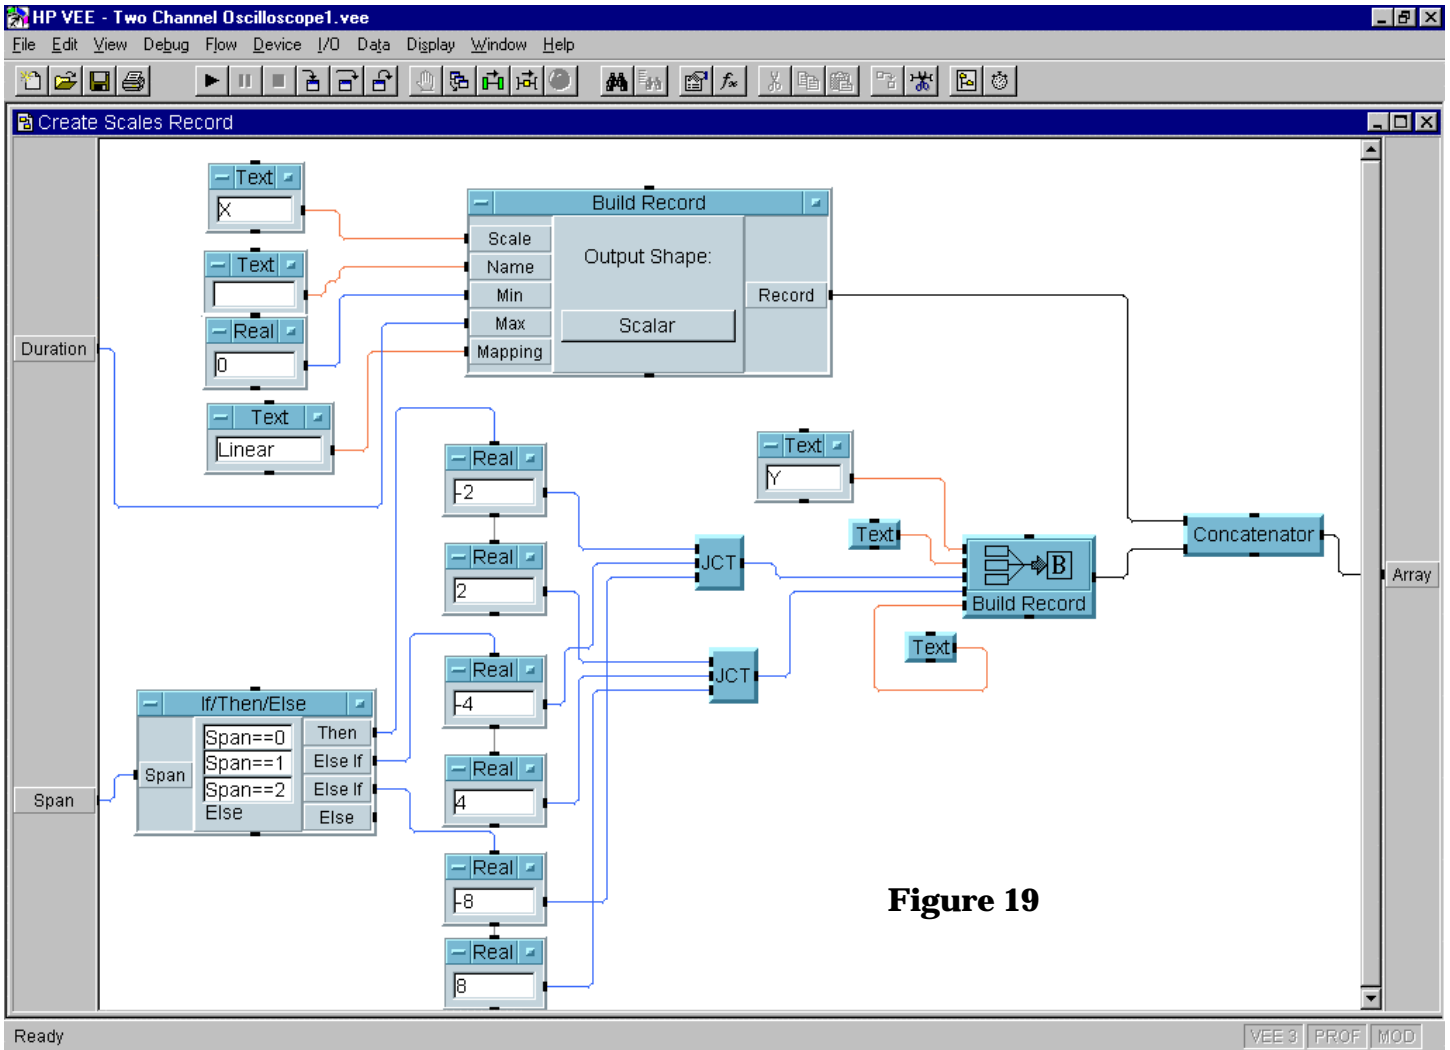 HP VEE - Two Channel Oscilloscope1.vee
File Edit View Debug Flow Device I/O Data Display Window Help
Create Scales Record
Text
X
Text
Real
0
Text
Linear
Build Record
Scale
Name
Min
Max
Mapping
Output Shape:
Scalar
Record
Duration
Real
-2
Real
2
Real
-4
Real
4
Real
-8
Real
8
Text
Y
Text
JCT
JCT
B
Build Record
Text
Concatenator
Array
If/Then/Else
Span
Span==0
Span==1
Span==2
Else
Then
Else If
Else If
Else
Span
Figure 19
Ready
VEE 3 PROF MOD